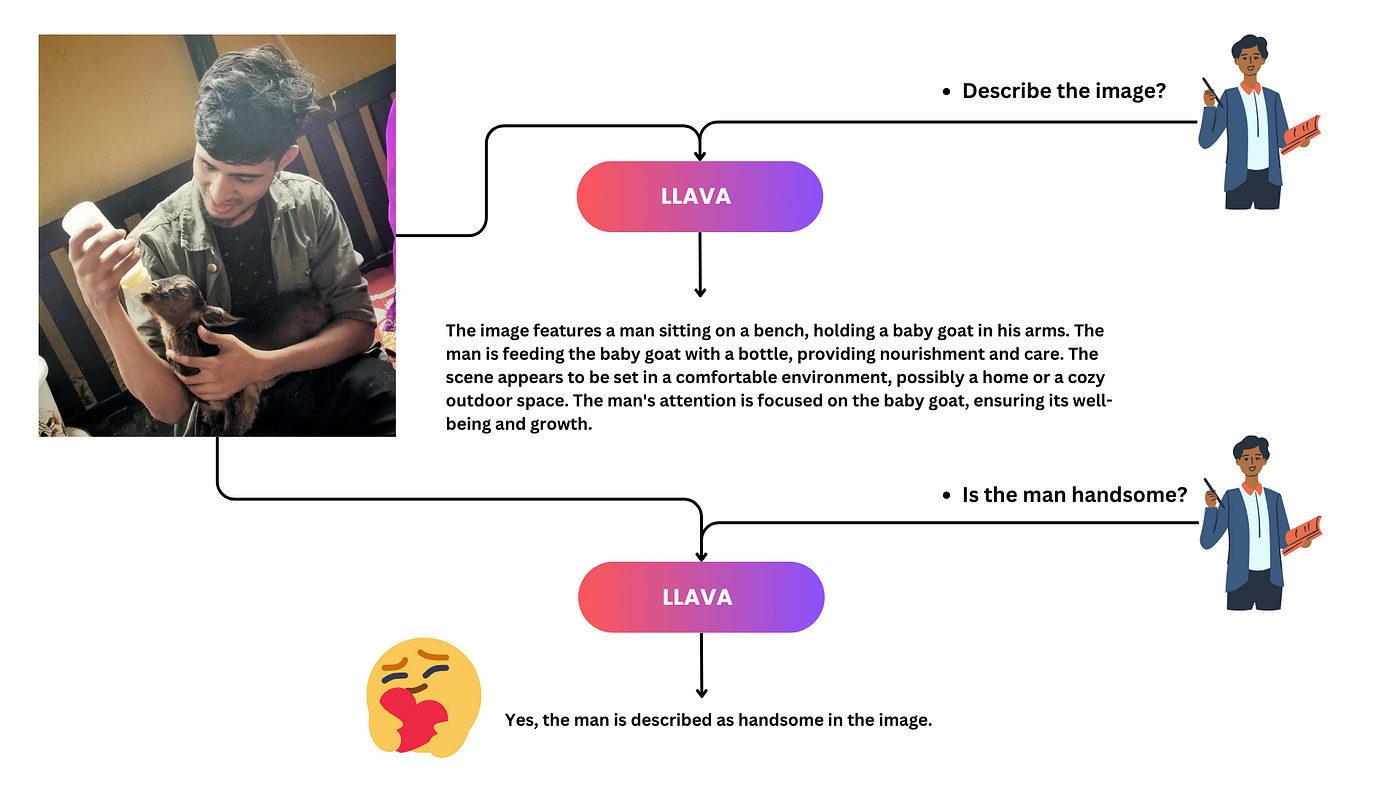 Describe the image?
LLAVA
The image features a man sitting on a bench, holding a baby goat in his arms. The
man is feeding the baby goat with a bottle, providing nourishment and care. The
scene appears to be set in a comfortable environment, possibly a home or a cozy
outdoor space. The man's attention is focused on the baby goat, ensuring its well-
being and growth.
Is the man handsome?
LLAVA
Yes, the man is described as handsome in the image.